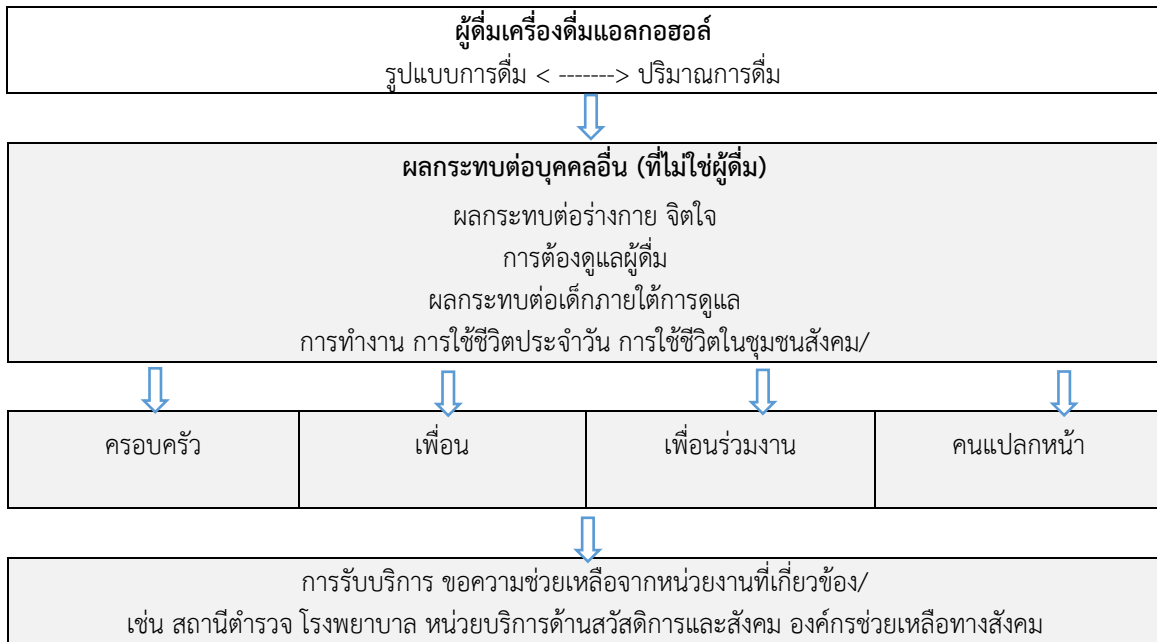 ผู้ดื่มเครื่องดื่มแอลกอฮอล์
รูปแบบการดื่ม < -------> ปริมาณการดื่ม
ผลกระทบต่อบุคคลอื่น (ที่ไม่ใช่ผู้ดื่ม)
ผลกระทบต่อร่างกาย จิตใจ
การต้องดูแลผู้ดื่ม
ผลกระทบต่อเด็กภายใต้การดูแล
การทำงาน การใช้ชีวิตประจำวัน การใช้ชีวิตในชุมชนสังคม/
ครอบครัว
เพื่อน
เพื่อนร่วมงาน
คนแปลกหน้า
การรับบริการ ขอความช่วยเหลือจากหน่วยงานที่เกี่ยวข้อง/
เช่น สถานีตำรวจ โรงพยาบาล หน่วยบริการด้านสวัสดิการและสังคม องค์กรช่วยเหลือทางสังคม